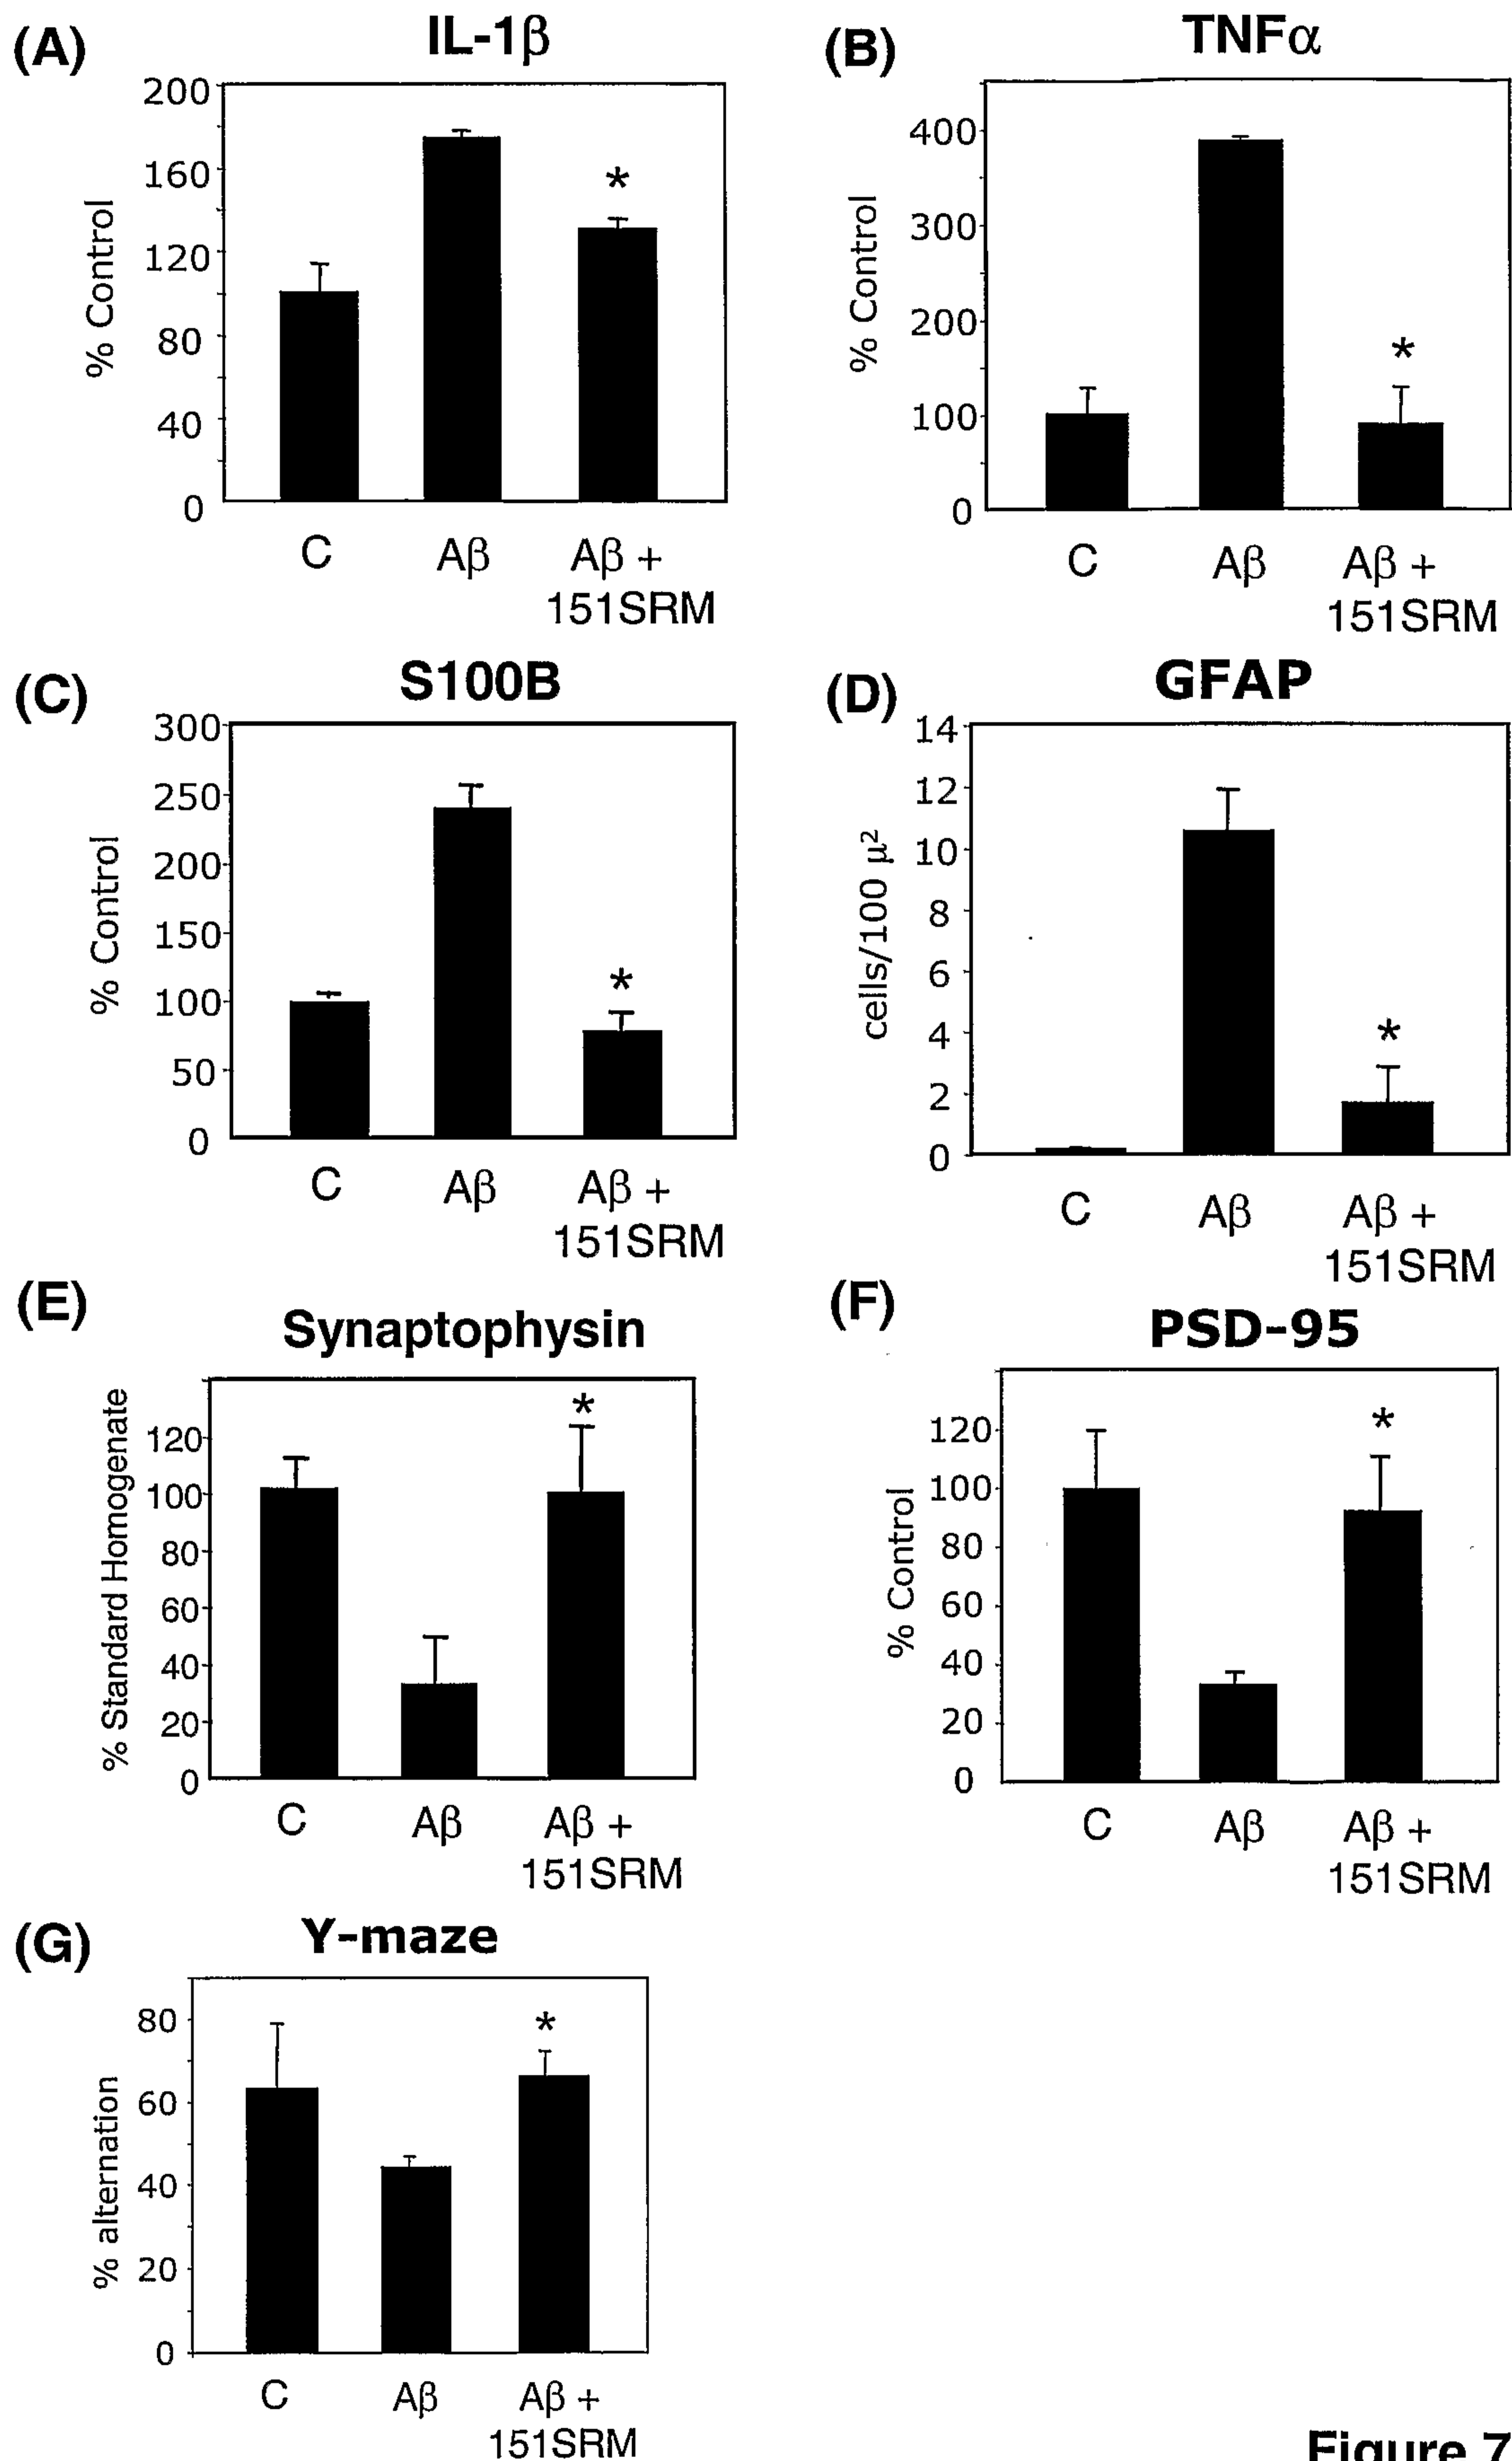 (A)
IL-1β
% Control
200
160
120
80
40
0
*
C
Aβ
Aβ +
151SRM
(B)
TNFα
% Control
400
300
200
100
0
*
C
Aβ
Aβ +
151SRM
(C)
S100B
% Control
300
250
200
150
100
50
0
*
C
Aβ
Aβ +
151SRM
(D)
GFAP
cells/100 µ²
14
12
10
8
6
4
2
0
*
C
Aβ
Aβ +
151SRM
(E)
Synaptophysin
% Standard Homogenate
120
100
80
60
40
20
0
*
C
Aβ
Aβ +
151SRM
(F)
PSD-95
% Control
120
100
80
60
40
20
0
*
C
Aβ
Aβ +
151SRM
(G)
Y-maze
% alternation
80
60
40
20
0
*
C
Aβ
Aβ +
151SRM
Figure 7